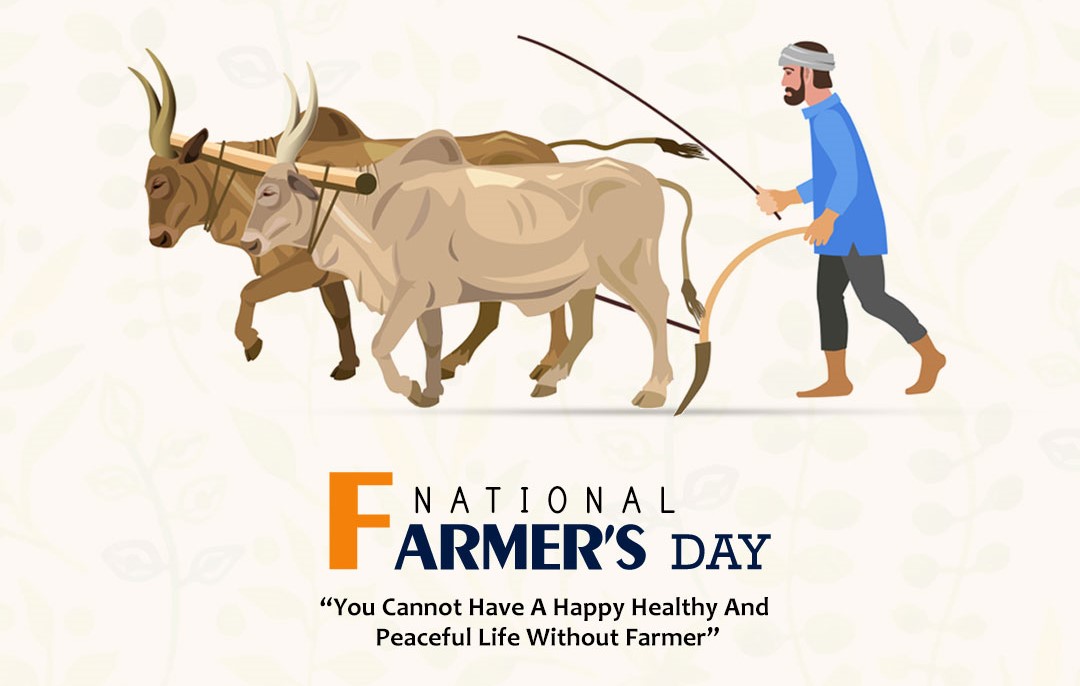 NATIONAL
FARMER'S DAY
“You Cannot Have A Happy Healthy And
Peaceful Life Without Farmer”